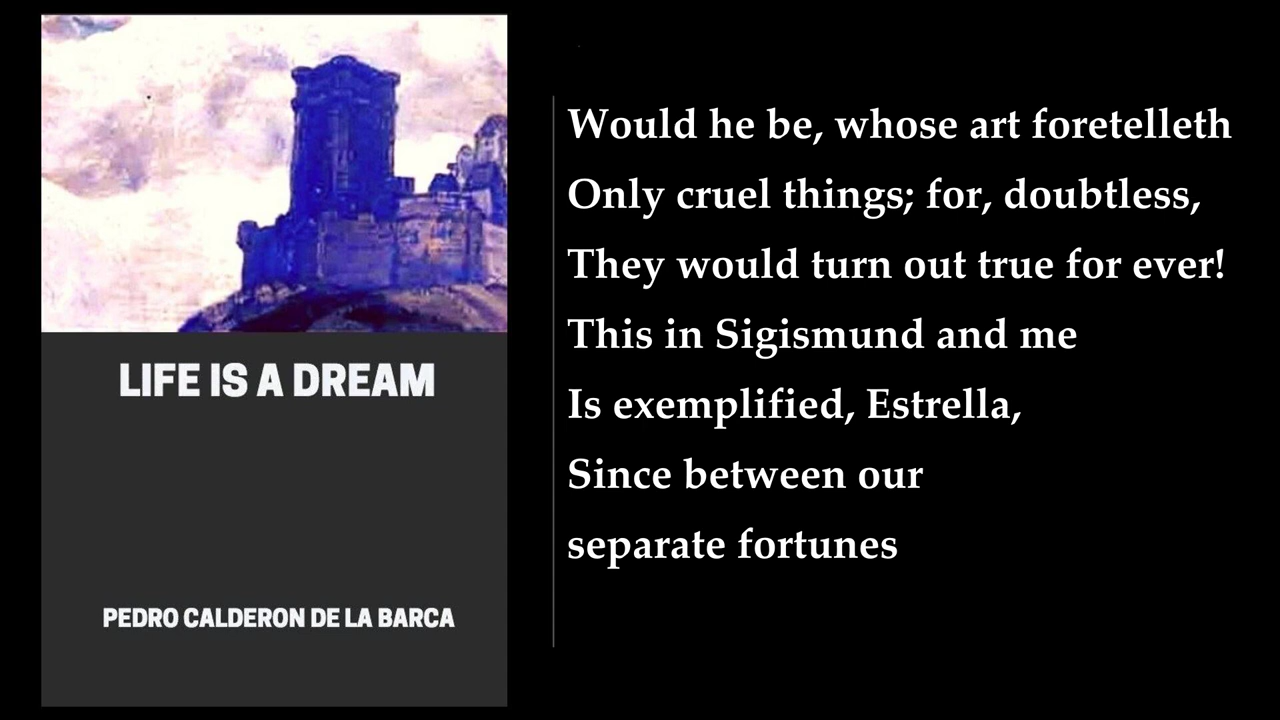 LIFE IS A DREAM
PEDRO CALDERON DE LA BARCA
Would he be, whose art foretelleth
Only cruel things; for, doubtless,
They would turn out true for ever!
This in Sigismund and me
Is exemplified, Estrella,
Since between our
separate fortunes